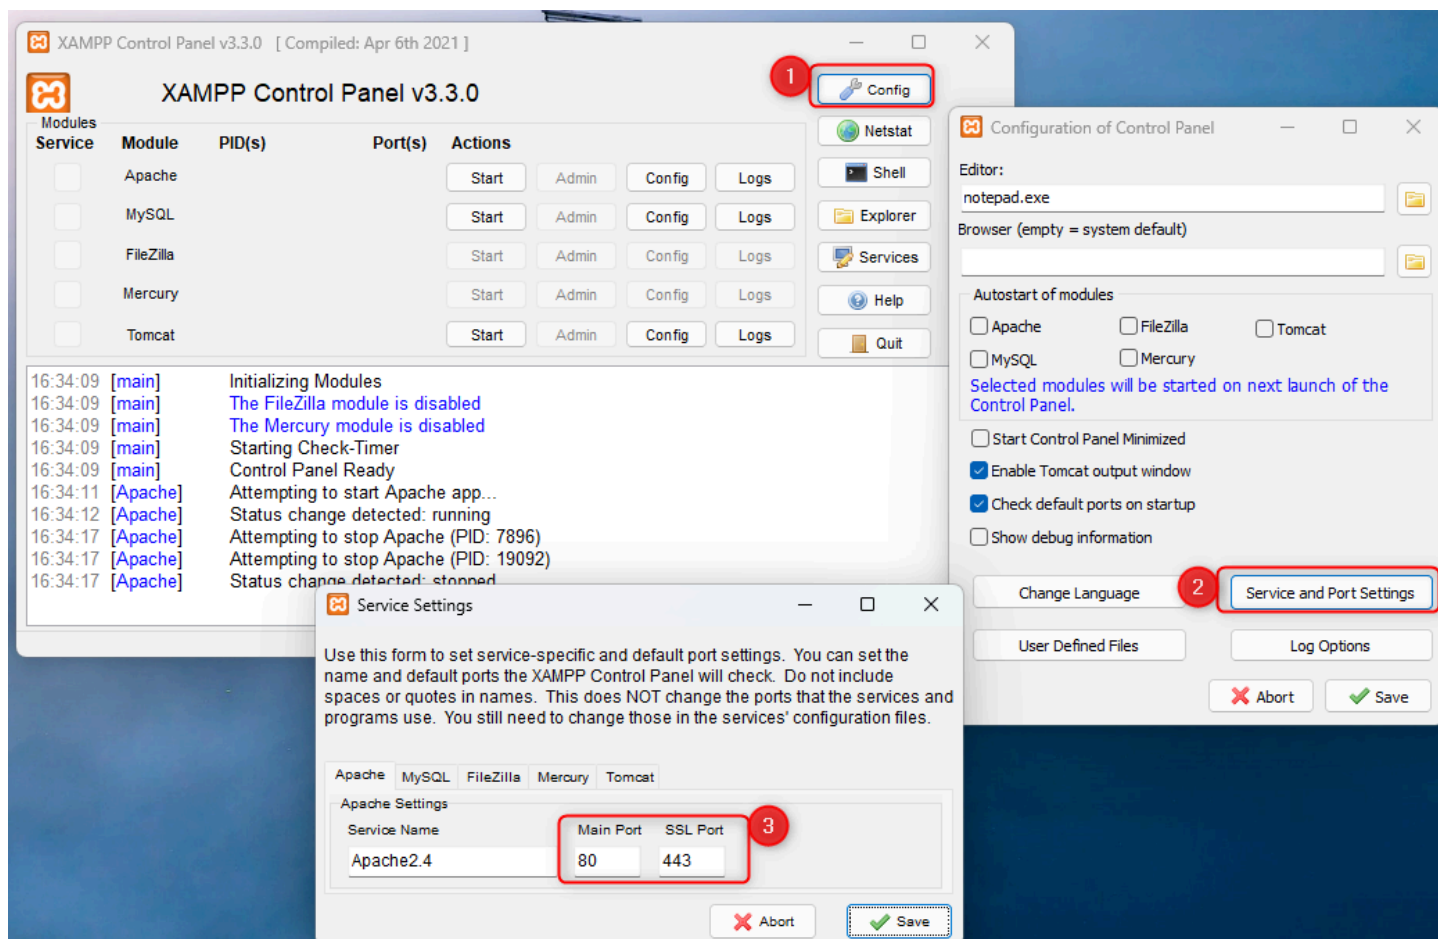 XAMPP Control Panel v3.3.0 [ Compiled: Apr 6th 2021 ]
XAMPP Control Panel v3.3.0
1
Config
Modules
Service Module PID(s) Port(s) Actions
Netstat
Apache Start Admin Config Logs
Shell
MySQL Start Admin Config Logs
Explorer
FileZilla Start Admin Config Logs
Services
Mercury Start Admin Config Logs
Help
Tomcat Start Admin Config Logs
Quit
16:34:09 [main] Initializing Modules
16:34:09 [main] The FileZilla module is disabled
16:34:09 [main] The Mercury module is disabled
16:34:09 [main] Starting Check-Timer
16:34:09 [main] Control Panel Ready
16:34:11 [Apache] Attempting to start Apache app...
16:34:12 [Apache] Status change detected: running
16:34:17 [Apache] Attempting to stop Apache (PID: 7896)
16:34:17 [Apache] Attempting to stop Apache (PID: 19092)
16:34:17 [Apache] Status change detected: stopped
Configuration of Control Panel
Editor:
notepad.exe
Browser (empty = system default)
Autostart of modules
Apache FileZilla Tomcat
MySQL Mercury
Selected modules will be started on next launch of the
Control Panel.
Start Control Panel Minimized
Enable Tomcat output window
Check default ports on startup
Show debug information
Change Language 2 Service and Port Settings
User Defined Files Log Options
Abort Save
Service Settings
Use this form to set service-specific and default port settings. You can set the
name and default ports the XAMPP Control Panel will check. Do not include
spaces or quotes in names. This does NOT change the ports that the services and
programs use. You still need to change those in the services' configuration files.
Apache MySQL FileZilla Mercury Tomcat
Apache Settings
Service Name Main Port SSL Port 3
Apache2.4 80 443
Abort Save